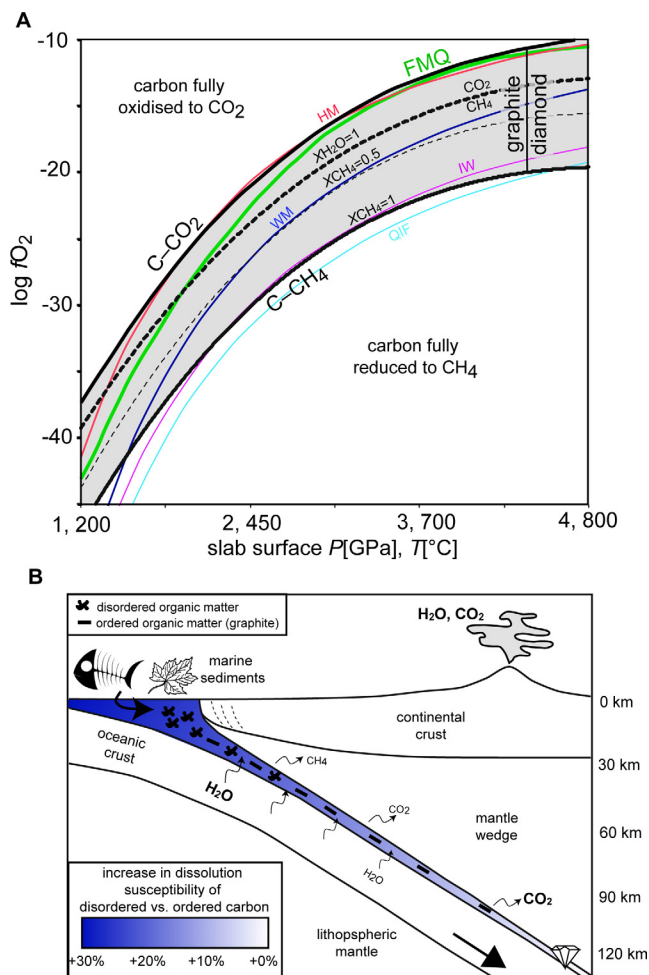 A
-10
-20
-30
-40
log fO₂
carbon fully
oxidised to CO₂
HM
FMQ
CO₂
CH₄
graphite
diamond
XH₂O=1
XCH₄=0.5
WM
XCH₄=1
IW
QIF
C–CO₂
C–CH₄
carbon fully
reduced to CH₄
1, 200
2, 450
3, 700
4, 800
slab surface P[GPa], T[°C]
B
disordered organic matter
ordered organic matter (graphite)
H₂O, CO₂
marine
sediments
0 km
continental
crust
oceanic
crust
CH₄
30 km
H₂O
CO₂
mantle
wedge
60 km
H₂O
increase in dissolution
susceptibility of
disordered vs. ordered carbon
+30%
+20%
+10%
+0%
CO₂
90 km
lithopspheric
mantle
120 km